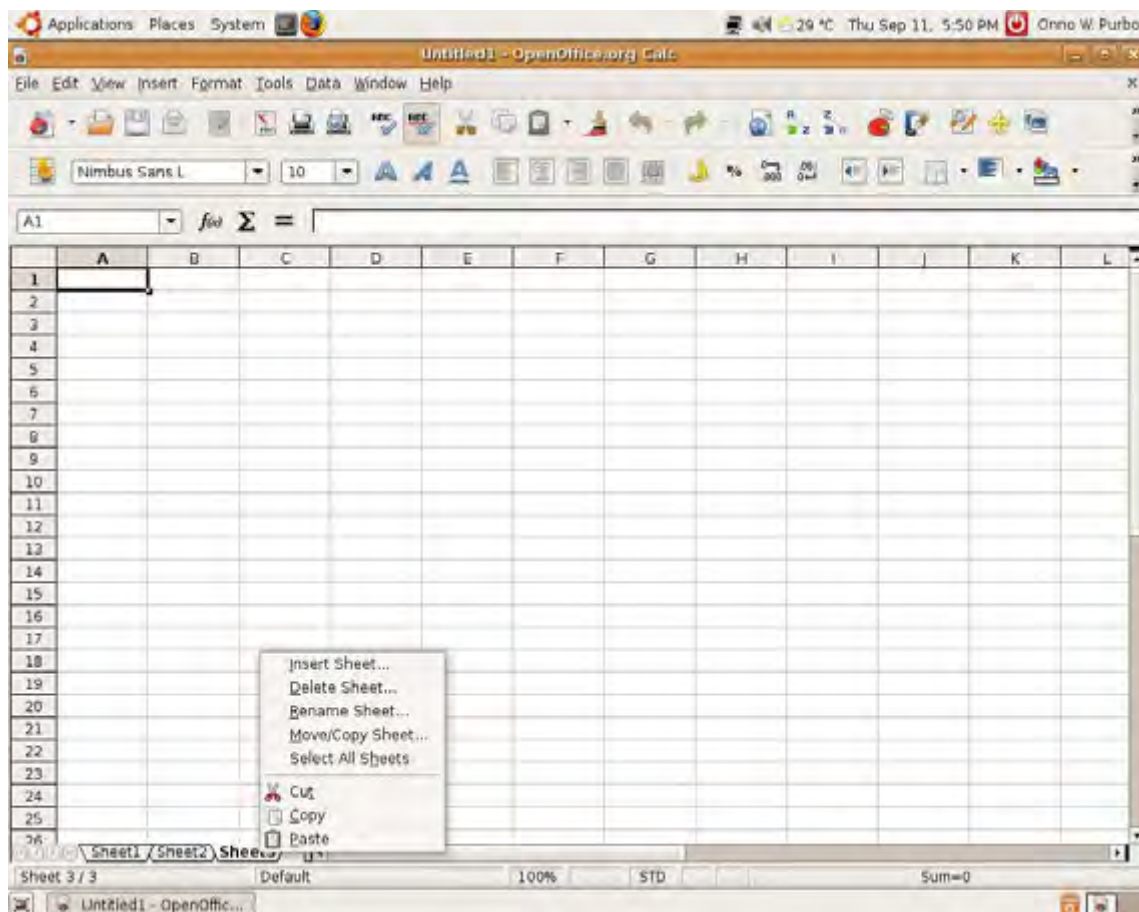 Applications Places System 29 °C Thu Sep 11, 5:50 PM Onno W. Purbo
Untitled1 - OpenOffice.org Calc
File Edit View Insert Format Tools Data Window Help
Nimbus Sans L 10
A1 f(x) Σ =
A B C D E F G H I J K L
1
2
3
4
5
6
7
8
9
10
11
12
13
14
15
16
17
18
19
20
21
22
23
24
25
26
Insert Sheet...
Delete Sheet...
Rename Sheet...
Move/Copy Sheet...
Select All Sheets
Cut
Copy
Paste
Sheet1 Sheet2
Sheet 3 / 3 Default 100% STD Sum=0
Untitled1 - OpenOffic...